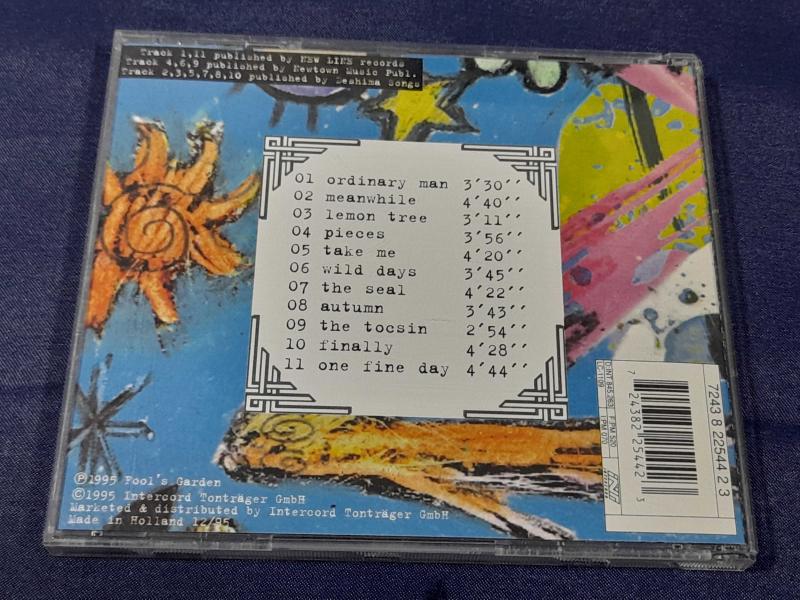 Track 1,11 published by NEW LINE records
Track 4,6,9 published by Newtown Music Publ.
Track 2,3,5,7,8,10 published by Deshima Songs
01 ordinary man 3´30´´
02 meanwhile 4´40´´
03 lemon tree 3´11´´
04 pieces 3´56´´
05 take me 4´20´´
06 wild days 3´45´´
07 the seal 4´22´´
08 autumn 3´43´´
09 the tocsin 2´54´´
10 finally 4´28´´
11 one fine day 4´44´´
℗1995 Fool's Garden
©1995 Intercord Tonträger GmbH
Marketed & distributed by Intercord Tonträger GmbH
Made in Holland 12/95
7243 8 22544 2 3
7 24382 25442 3